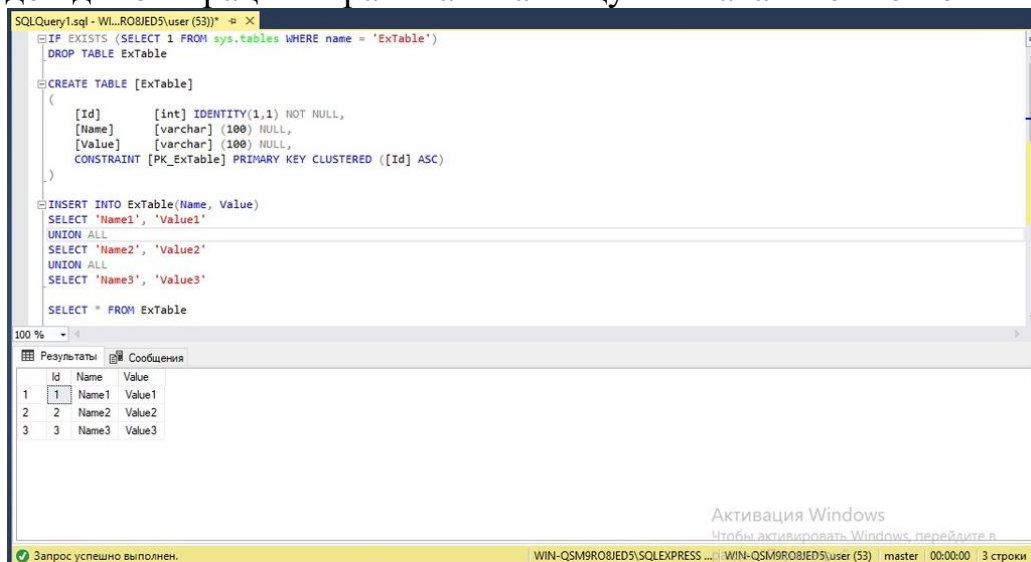 SQLQuery1.sql - WI...RO8JED5\user (53))*
IF EXISTS (SELECT 1 FROM sys.tables WHERE name = 'ExTable')
DROP TABLE ExTable
CREATE TABLE [ExTable]
(
[Id] [int] IDENTITY(1,1) NOT NULL,
[Name] [varchar] (100) NULL,
[Value] [varchar] (100) NULL,
CONSTRAINT [PK_ExTable] PRIMARY KEY CLUSTERED ([Id] ASC)
)
INSERT INTO ExTable(Name, Value)
SELECT 'Name1', 'Value1'
UNION ALL
SELECT 'Name2', 'Value2'
UNION ALL
SELECT 'Name3', 'Value3'
SELECT * FROM ExTable
100 %
Результаты Сообщения
Id Name Value
1 1 Name1 Value1
2 2 Name2 Value2
3 3 Name3 Value3
Активация Windows
Чтобы активировать Windows, перейдите в
Запрос успешно выполнен. WIN-QSM9RO8JED5\SQLEXPRESS ... WIN-QSM9RO8JED5\user (53) master 00:00:00 3 строки